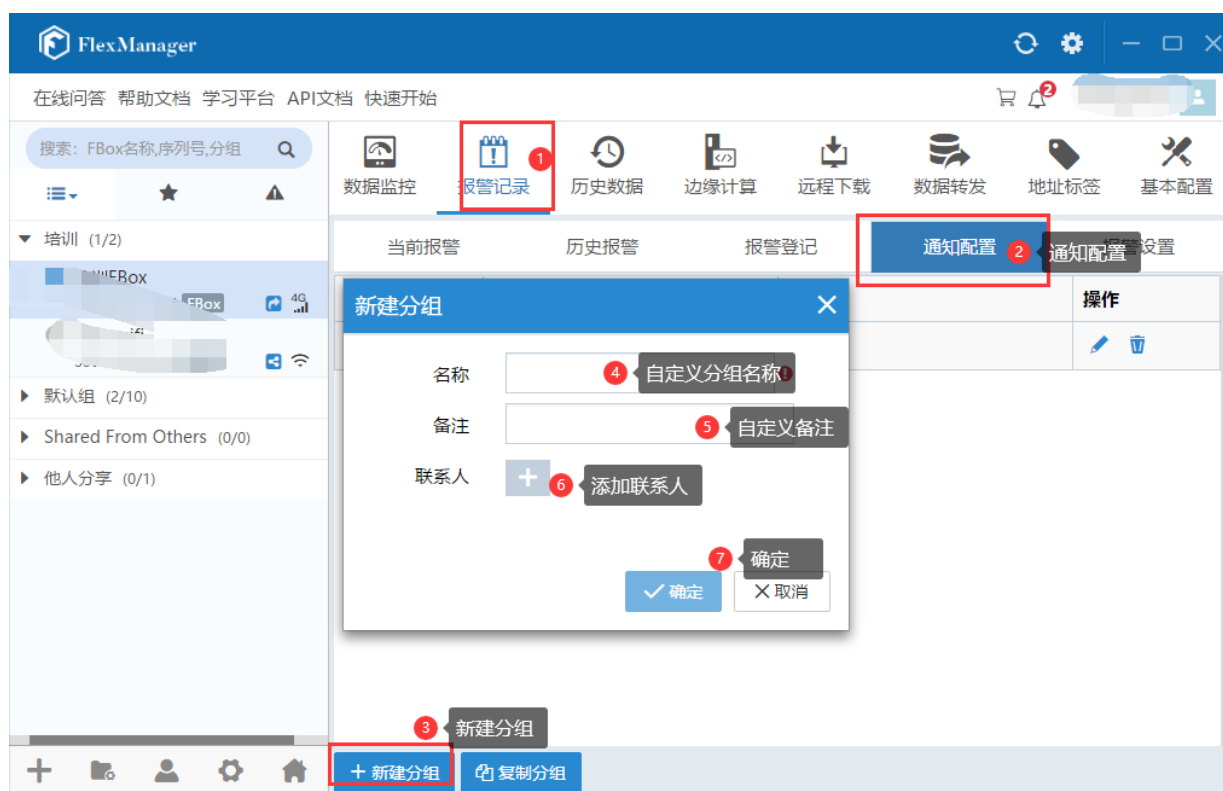 FlexManager
在线问答 帮助文档 学习平台 API文档 快速开始
2
搜索：FBox名称,序列号,分组
数据监控 报警记录 1 历史数据 边缘计算 远程下载 数据转发 地址标签 基本配置
培训 (1/2)
当前报警 历史报警 报警登记 通知配置 2 通知配置 设置
FBox
FBox 4G
默认组 (2/10)
Shared From Others (0/0)
他人分享 (0/1)
操作
新建分组
名称 4 自定义分组名称
备注 5 自定义备注
联系人 6 添加联系人
7 确定
确定 取消
3 新建分组
新建分组 复制分组